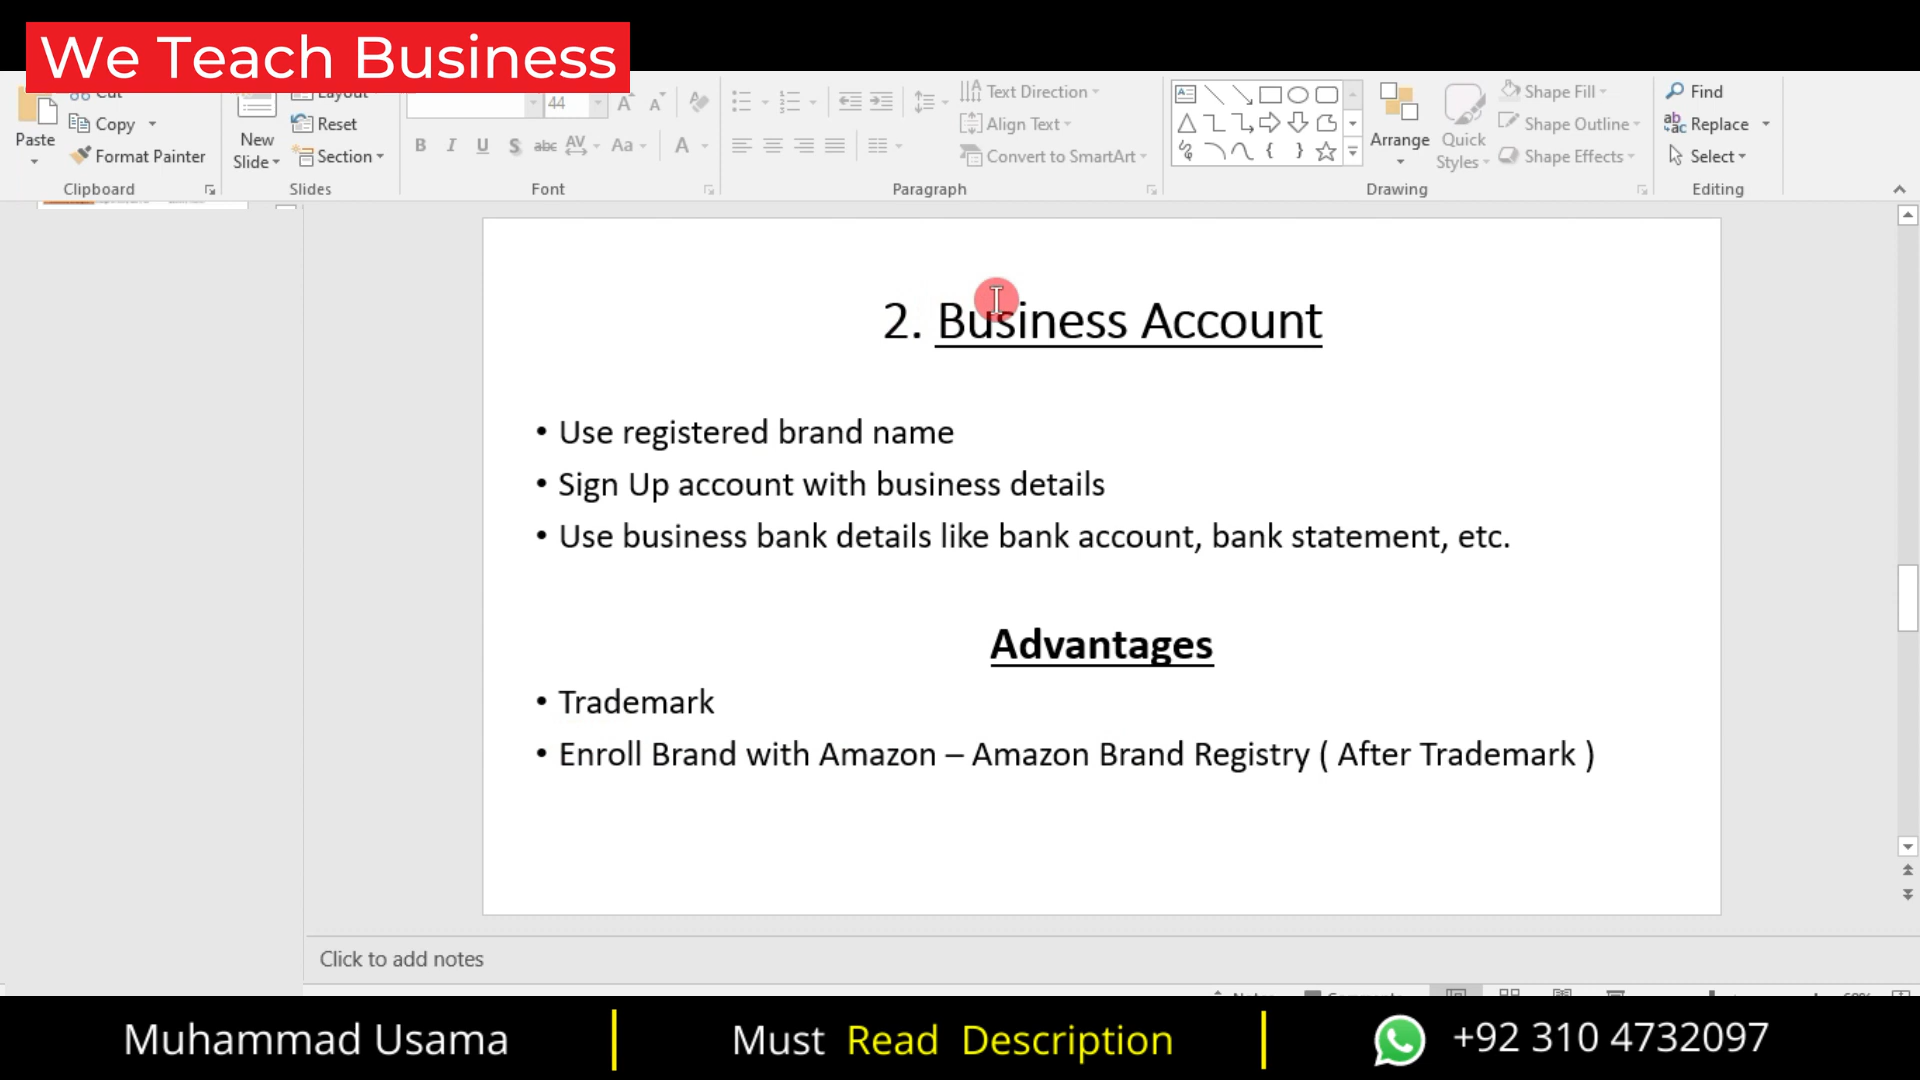 We Teach Business
Cut
Layout
44
Text Direction
Shape Fill
Find
Copy
Reset
Align Text
Shape Outline
Replace
Paste
New
Arrange
Quick
Format Painter
Slide
Section
B I U S abc AV Aa A
Convert to SmartArt
Styles
Shape Effects
Select
Clipboard
Slides
Font
Paragraph
Drawing
Editing
2. Business Account
• Use registered brand name
• Sign Up account with business details
• Use business bank details like bank account, bank statement, etc.
Advantages
• Trademark
• Enroll Brand with Amazon – Amazon Brand Registry ( After Trademark )
Click to add notes
Muhammad Usama
Must Read Description
+92 310 4732097